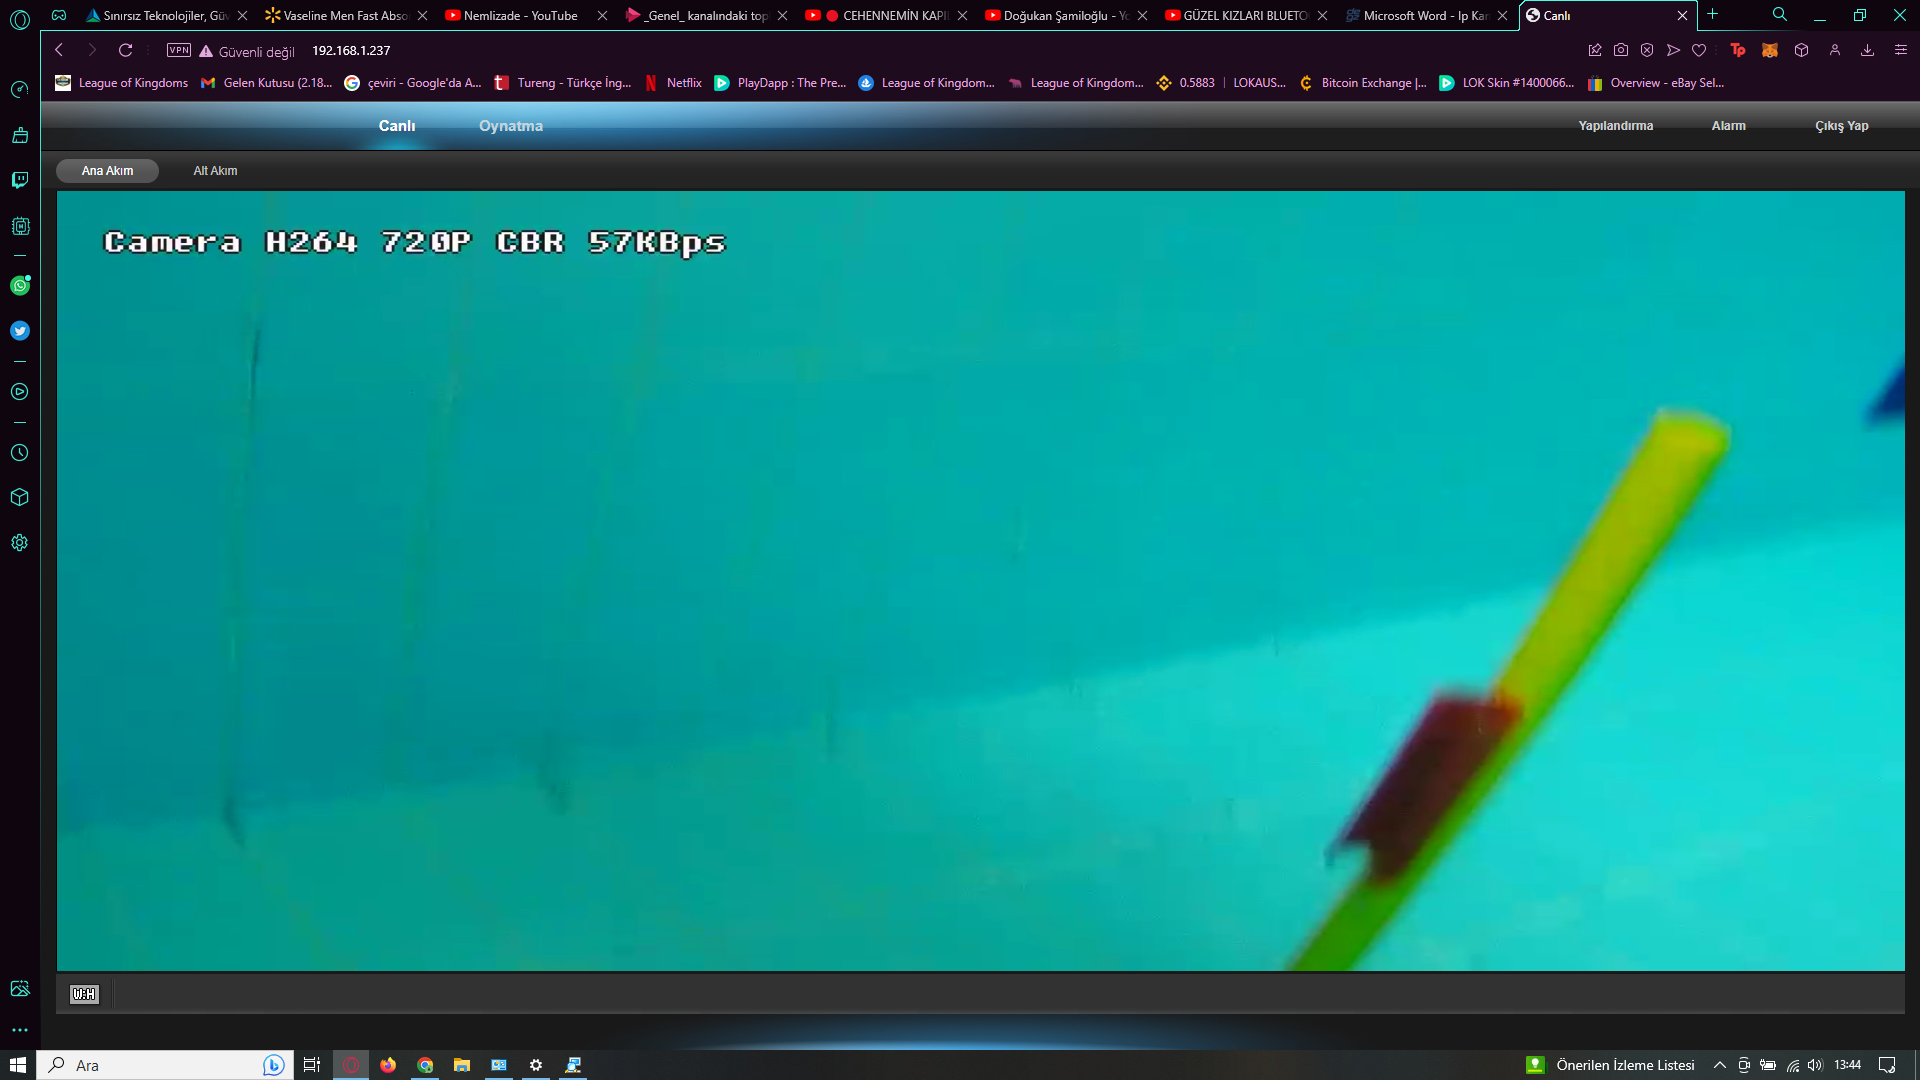 Sınırsız Teknolojiler, Gü
Vaseline Men Fast Abso
Nemlizade - YouTube
_Genel_ kanalındaki top
CEHENNEMİN KAPI
Doğukan Şamiloğlu - Yo
GÜZEL KIZLARI BLUETO
Microsoft Word - Ip Kam
Canlı
VPN Güvenli değil 192.168.1.237
League of Kingdoms
Gelen Kutusu (2.18...
çeviri - Google'da A...
Tureng - Türkçe İng...
Netflix
PlayDapp : The Pre...
League of Kingdom...
League of Kingdom...
0.5883 | LOKAUS...
Bitcoin Exchange |...
LOK Skin #1400066...
Overview - eBay Sel...
Canlı Oynatma Yapılandırma Alarm Çıkış Yap
Ana Akım Alt Akım
Camera H264 720P CBR 57KBps
W:H
Ara Önerilen İzleme Listesi 13:44